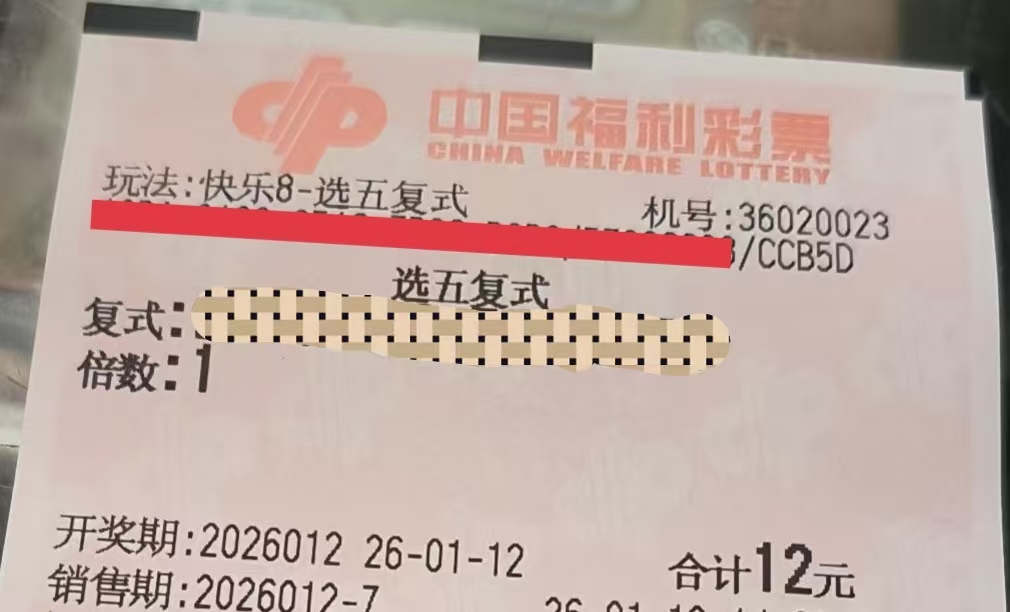 中国福利彩票
CHINA WELFARE LOTTERY
玩法:快乐8-选五复式
机号:36020023
/CCB5D
选五复式
复式:
倍数:1
开奖期:2026012 26-01-12
合计12元
销售期:2026012-7